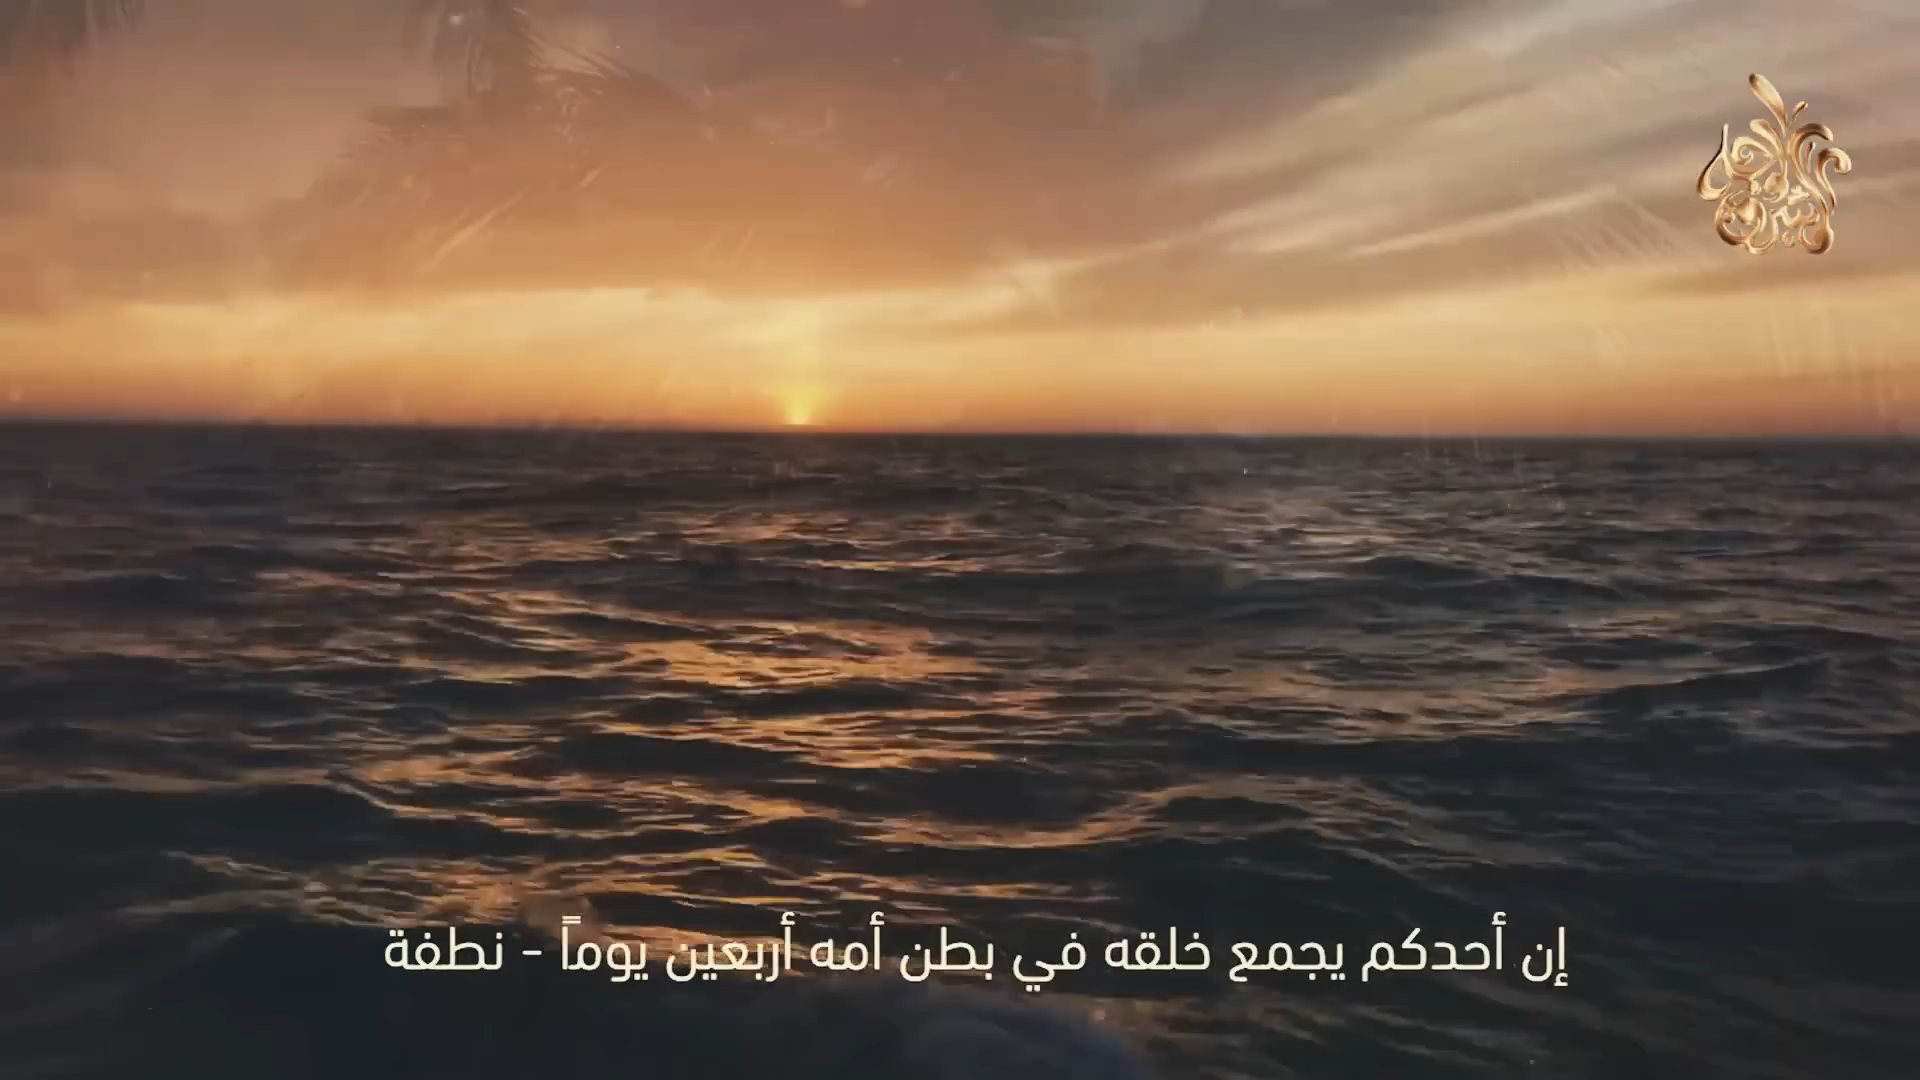 إن أحدكم يجمع خلقه في بطن أمه أربعين يوماً - نطفة